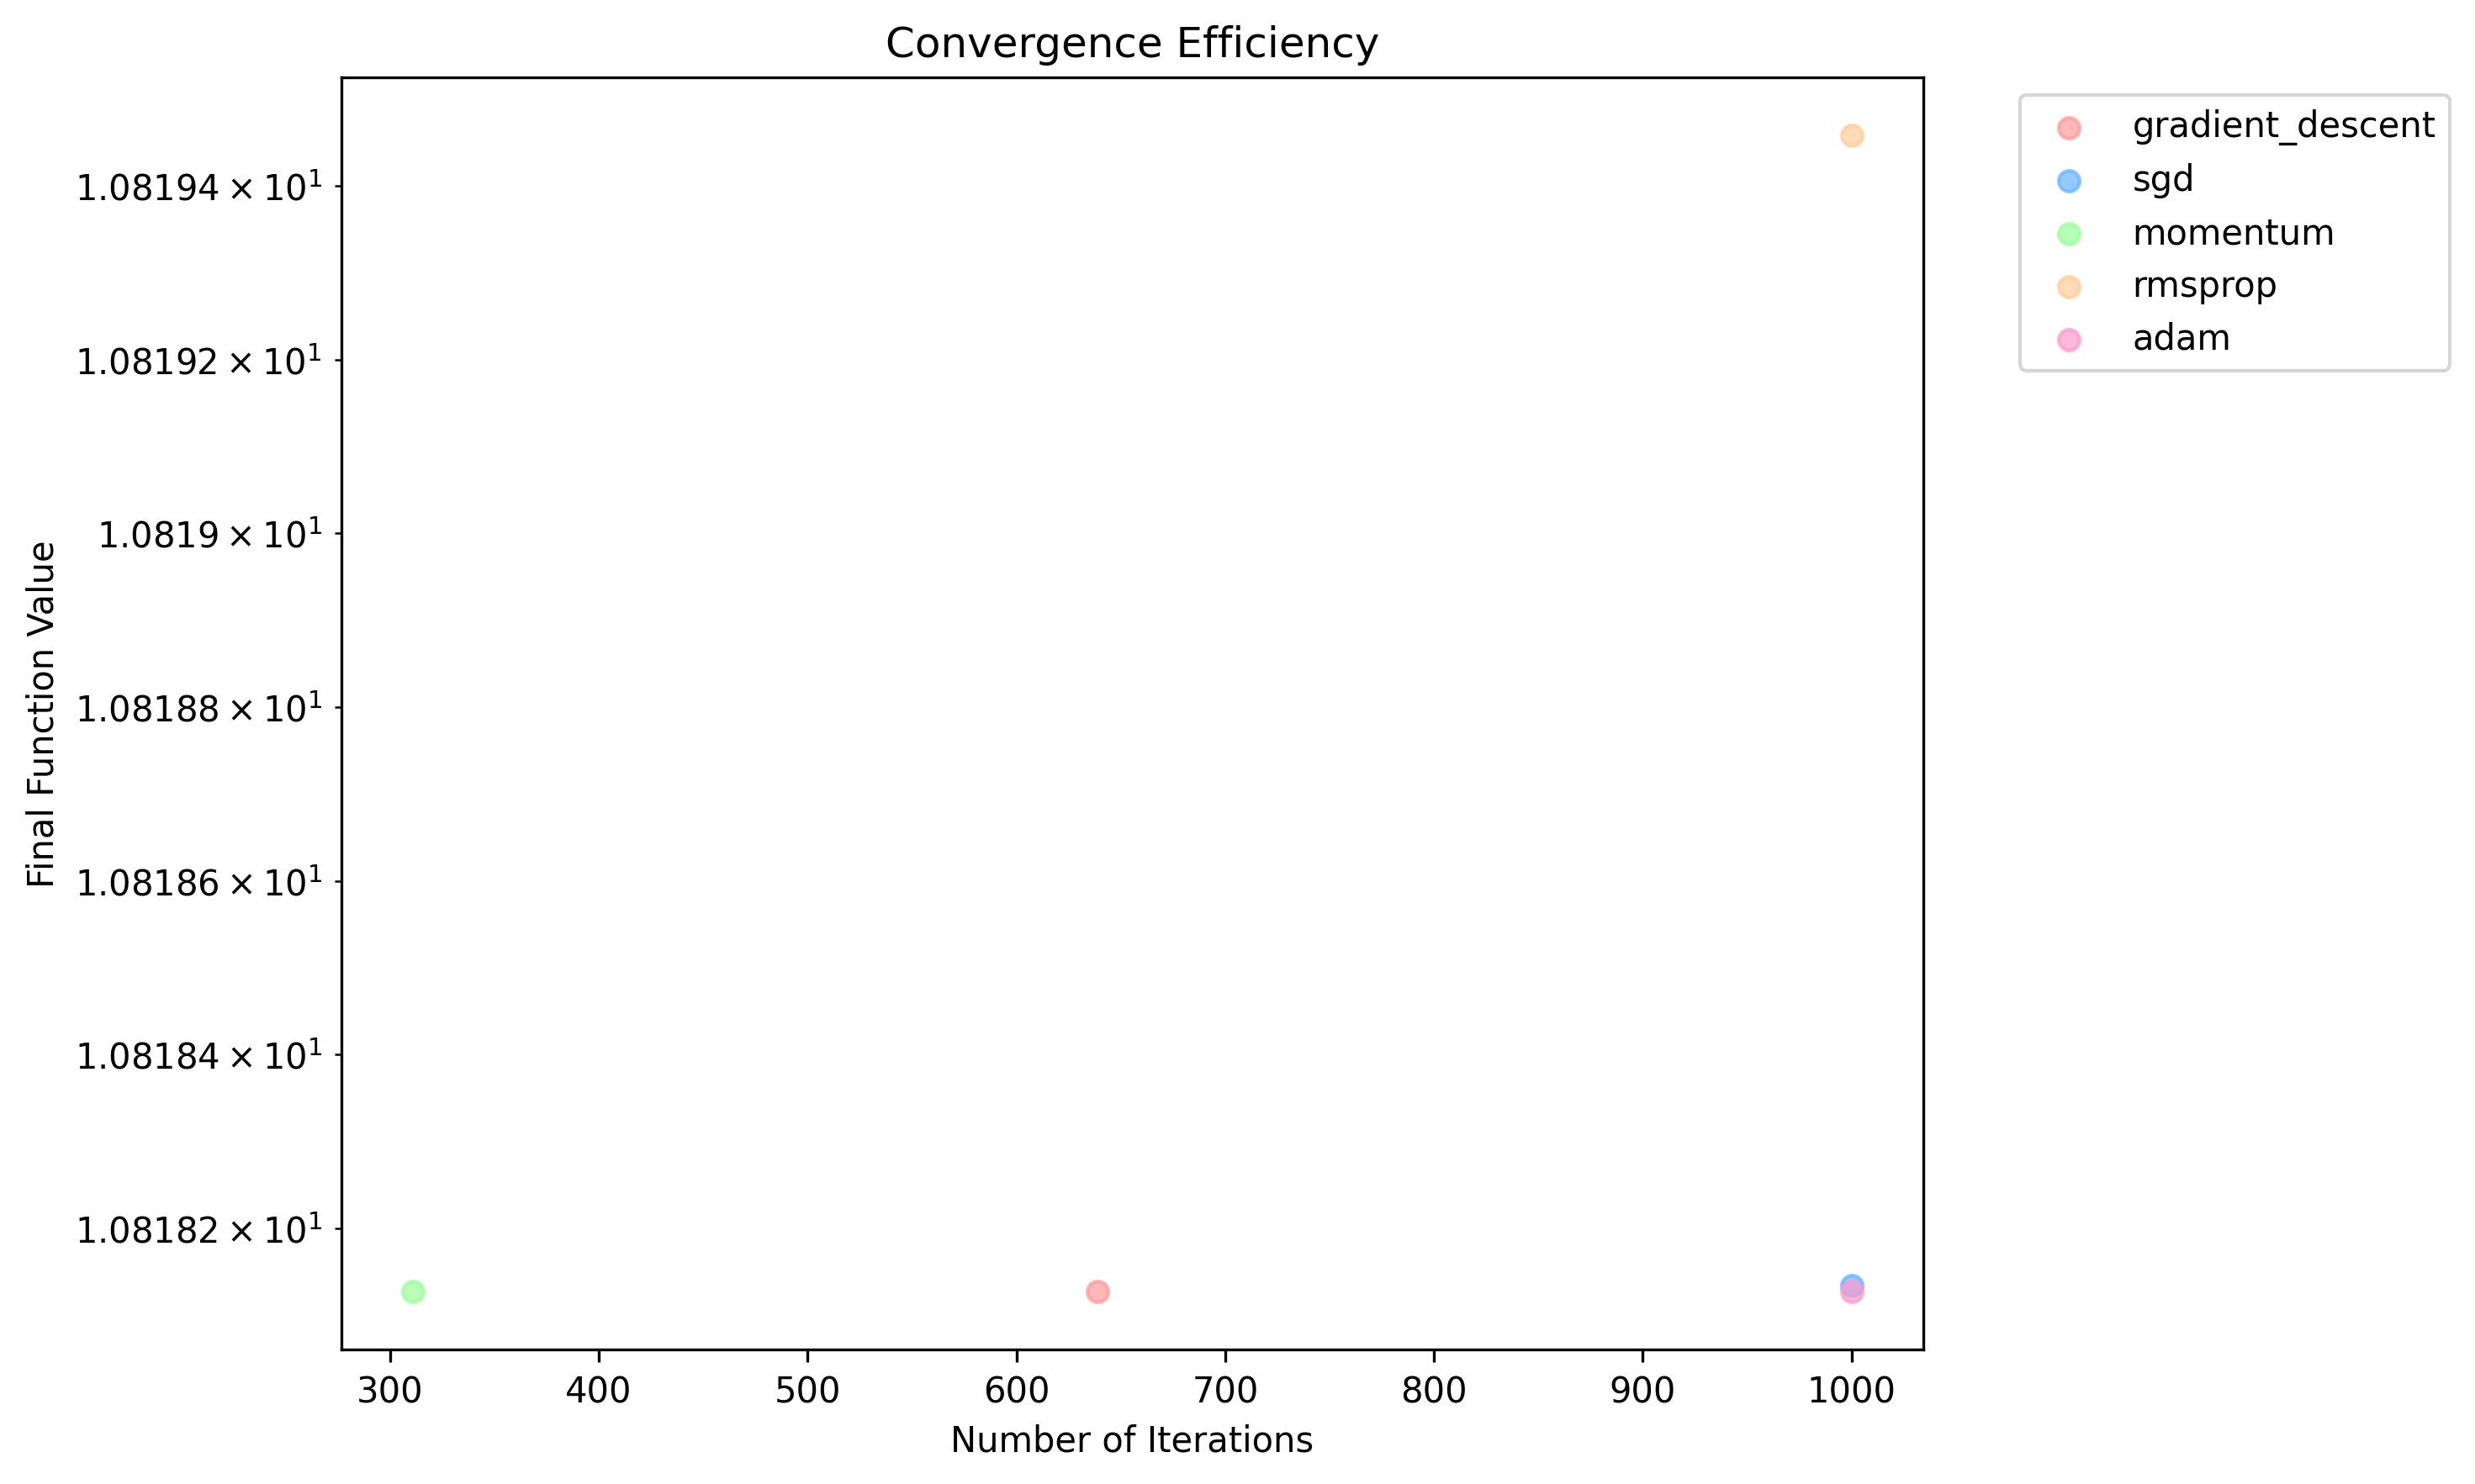 Convergence Efficiency
1.08194 × 10¹
1.08192 × 10¹
1.0819 × 10¹
1.08188 × 10¹
1.08186 × 10¹
1.08184 × 10¹
1.08182 × 10¹
Final Function Value
300 400 500 600 700 800 900 1000
Number of Iterations
gradient_descent
sgd
momentum
rmsprop
adam